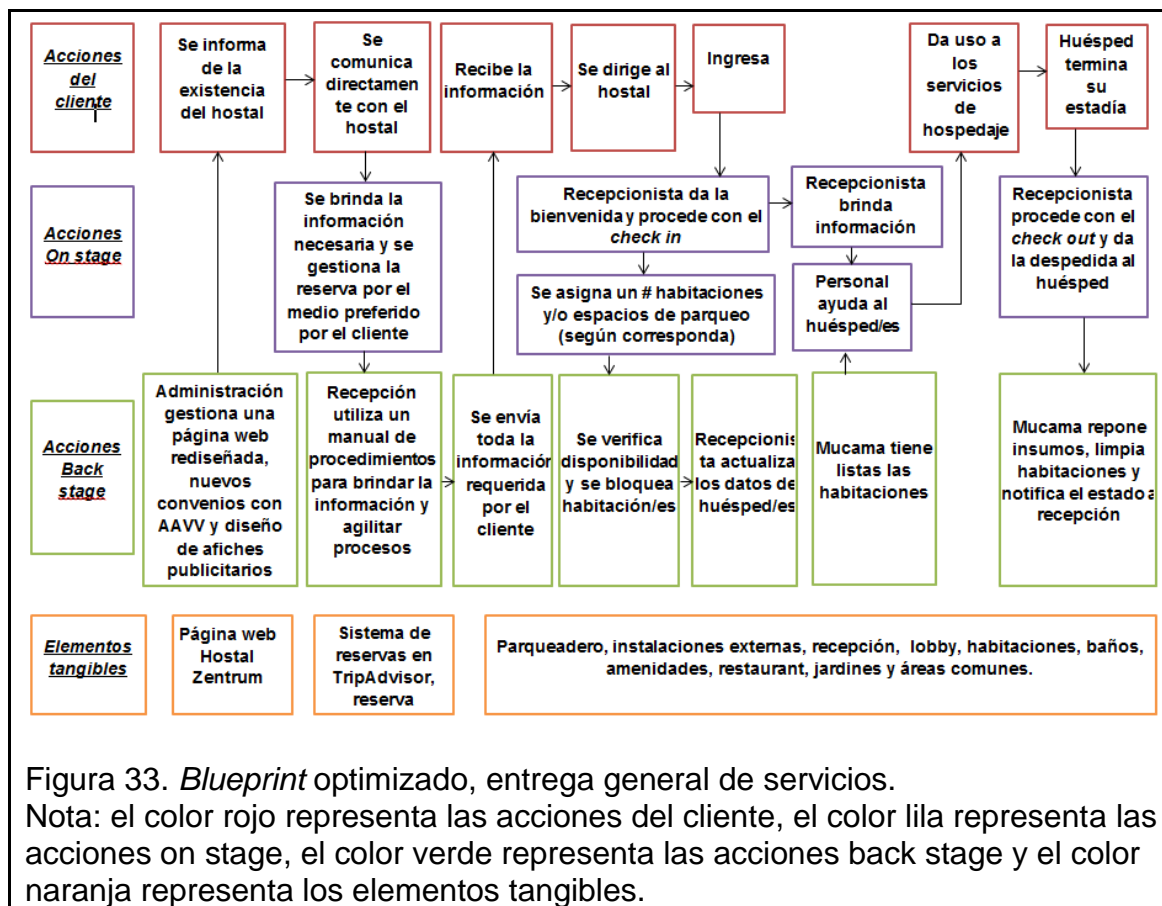 Acciones
del
cliente
Se informa
de la
existencia
del hostal
Se
comunica
directamen
te con el
hostal
Recibe la
información
Se dirige al
hostal
Ingresa
Da uso a
los
servicios
de
hospedaje
Huésped
termina
su
estadía
Acciones
On stage
Se brinda la
información
necesaria y se
gestiona la
reserva por el
medio preferido
por el cliente
Recepcionista da la
bienvenida y procede con el
check in
Recepcionista
brinda
información
Se asigna un # habitaciones
y/o espacios de parqueo
(según corresponda)
Personal
ayuda al
huésped/es
Recepcionista
procede con el
check out y da
la despedida al
huésped
Acciones
Back
stage
Administración
gestiona una
página web
rediseñada,
nuevos
convenios con
AAVV y diseño
de afiches
publicitarios
Recepción
utiliza un
manual de
procedimientos
para brindar la
información y
agilitar
procesos
Se envía
toda la
información
requerida
por el
cliente
Se verifica
disponibilidad
y se bloquea
habitación/es
Recepcionis
ta actualiza
los datos de
huésped/es
Mucama tiene
listas las
habitaciones
Mucama repone
insumos, limpia
habitaciones y
notifica el estado a
recepción
Elementos
tangibles
Página web
Hostal
Zentrum
Sistema de
reservas en
TripAdvisor,
reserva
Parqueadero, instalaciones externas, recepción, lobby, habitaciones, baños,
amenidades, restaurant, jardines y áreas comunes.
Figura 33. Blueprint optimizado, entrega general de servicios.
Nota: el color rojo representa las acciones del cliente, el color lila representa las
acciones on stage, el color verde representa las acciones back stage y el color
naranja representa los elementos tangibles.